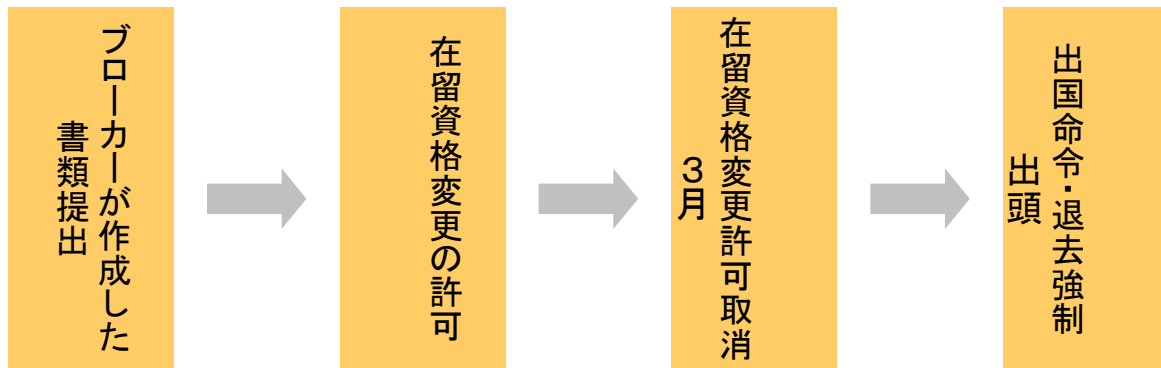 ブローカーが作成した
書類提出
在留資格変更の許可
在留資格変更許可取消
３月
出国命令・退去強制
出頭